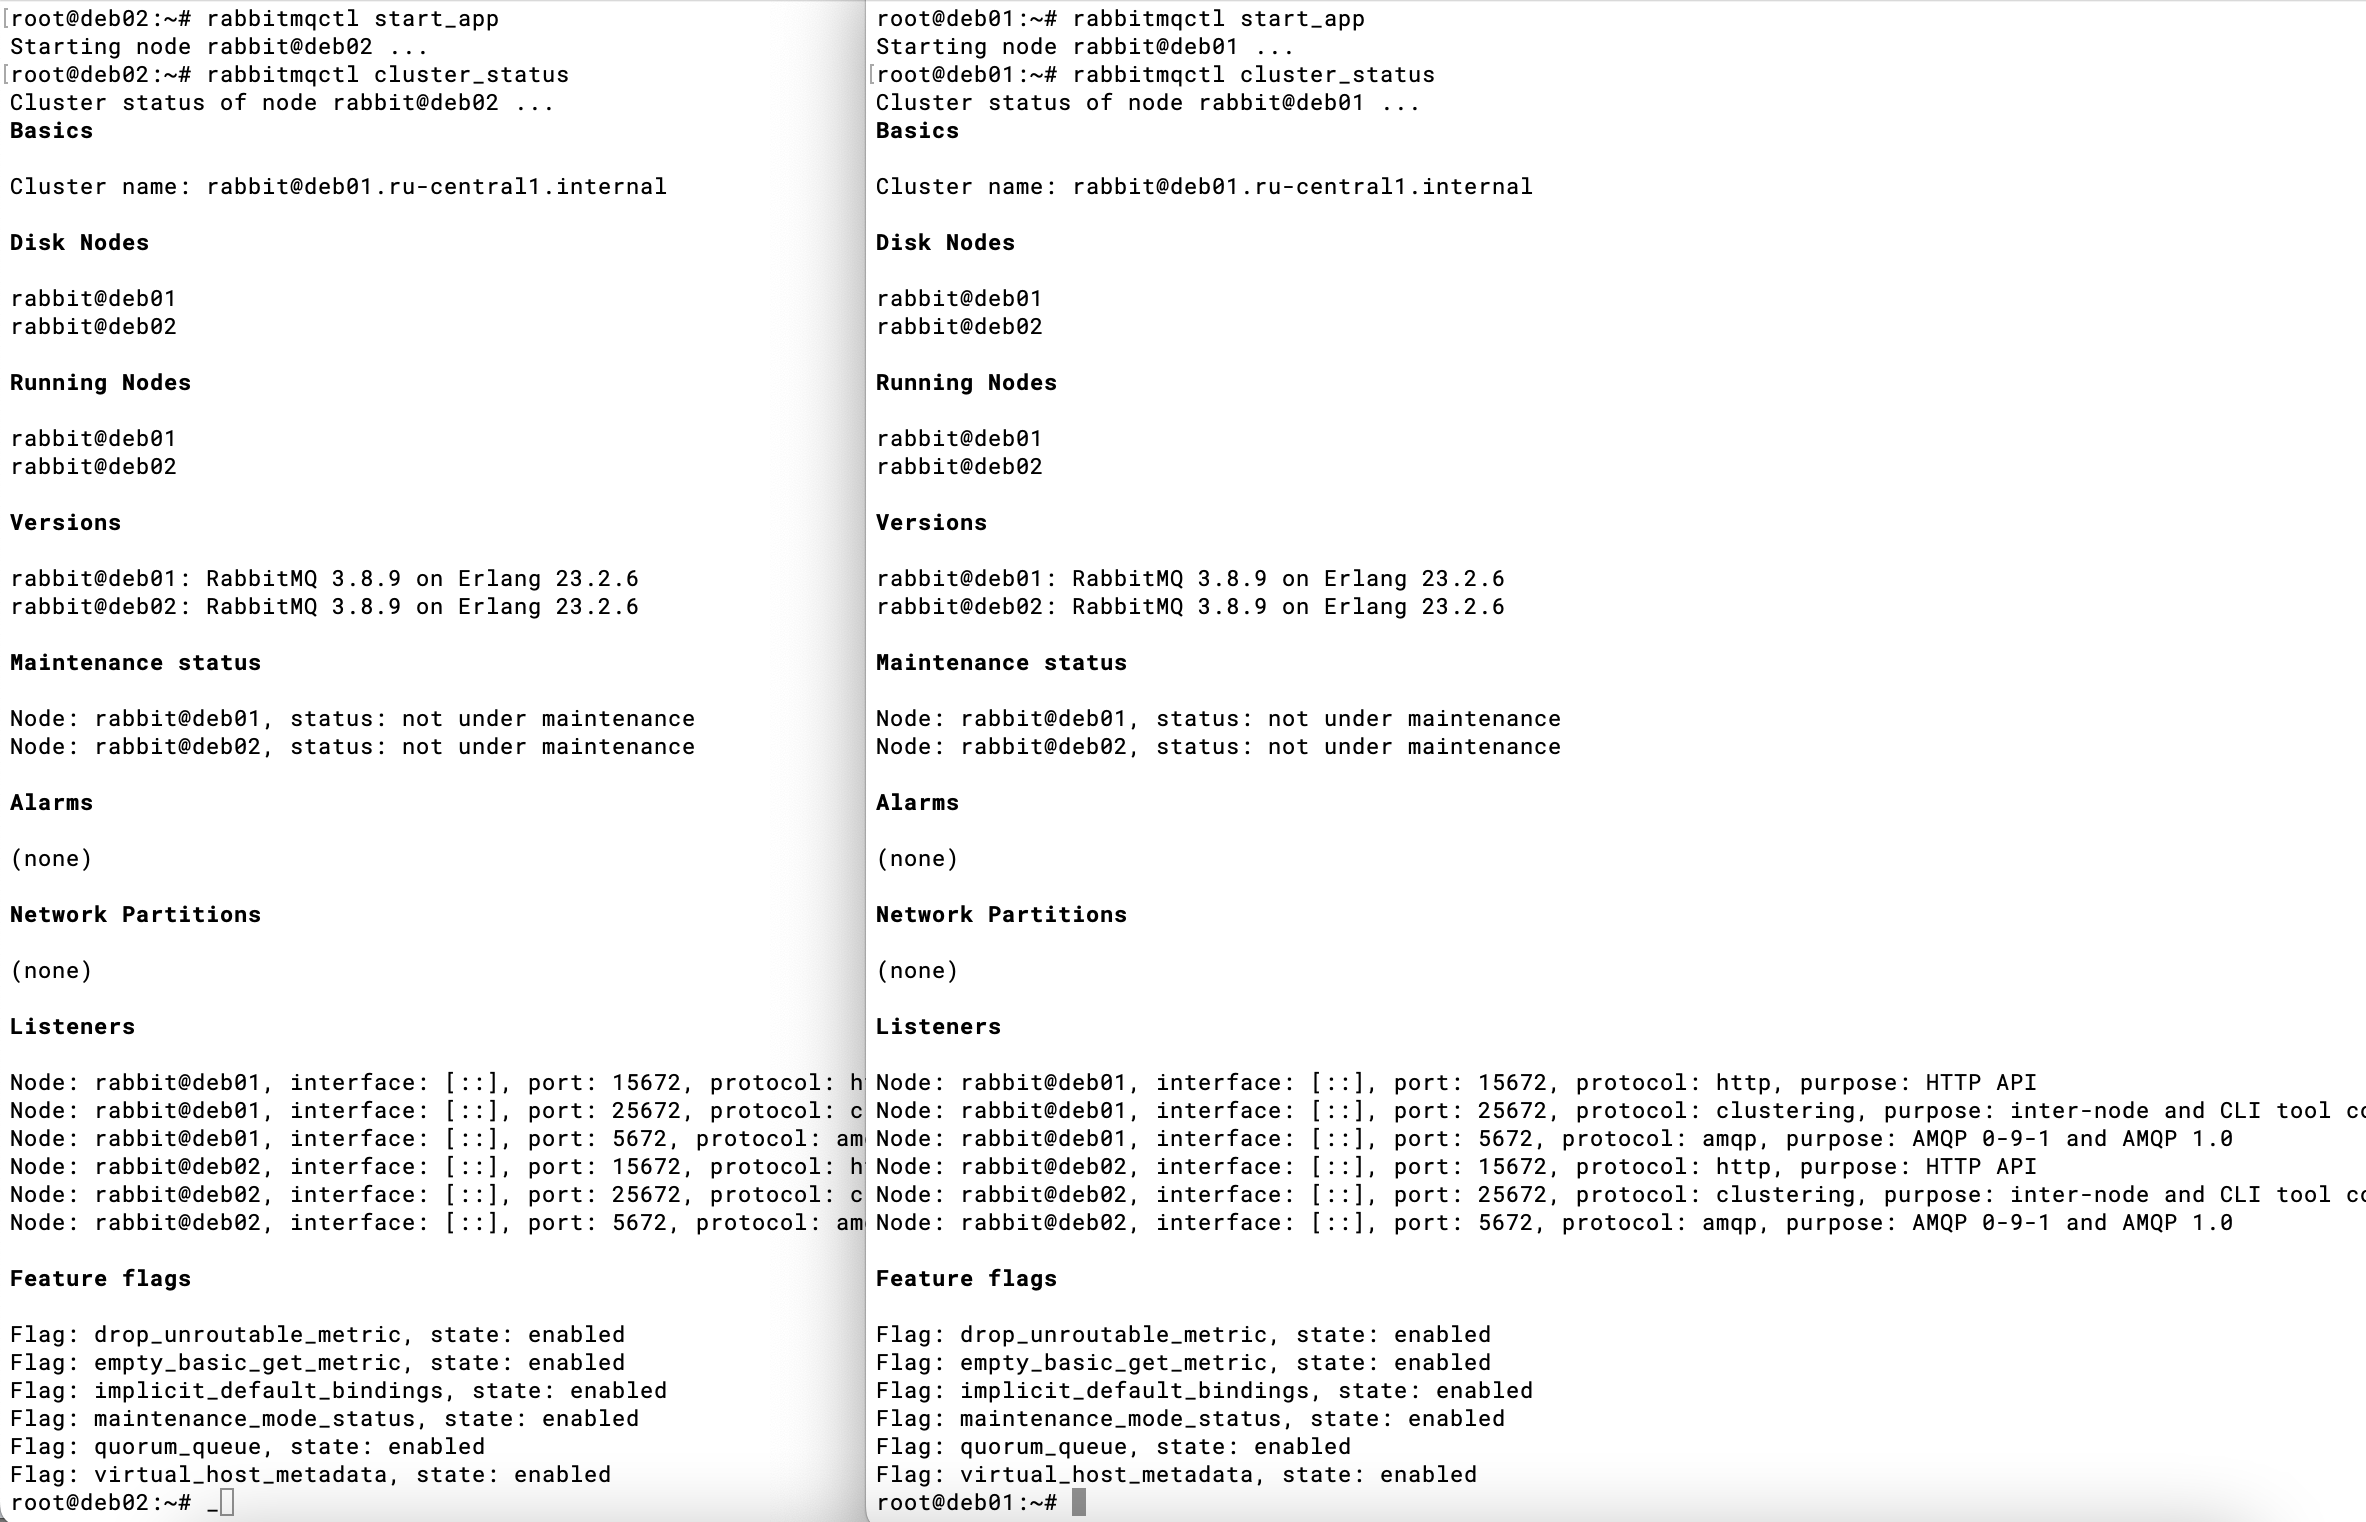 root@deb02:~# rabbitmqctl start_app
Starting node rabbit@deb02 ...
root@deb02:~# rabbitmqctl cluster_status
Cluster status of node rabbit@deb02 ...
Basics
Cluster name: rabbit@deb01.ru-central1.internal
Disk Nodes
rabbit@deb01
rabbit@deb02
Running Nodes
rabbit@deb01
rabbit@deb02
Versions
rabbit@deb01: RabbitMQ 3.8.9 on Erlang 23.2.6
rabbit@deb02: RabbitMQ 3.8.9 on Erlang 23.2.6
Maintenance status
Node: rabbit@deb01, status: not under maintenance
Node: rabbit@deb02, status: not under maintenance
Alarms
(none)
Network Partitions
(none)
Listeners
Node: rabbit@deb01, interface: [::], port: 15672, protocol:
Node: rabbit@deb01, interface: [::], port: 25672, protocol: c
Node: rabbit@deb01, interface: [::], port: 5672, protocol: am
Node: rabbit@deb02, interface: [::], port: 15672, protocol:
Node: rabbit@deb02, interface: [::], port: 25672, protocol: c
Node: rabbit@deb02, interface: [::], port: 5672, protocol: am
Feature flags
Flag: drop_unroutable_metric, state: enabled
Flag: empty_basic_get_metric, state: enabled
Flag: implicit_default_bindings, state: enabled
Flag: maintenance_mode_status, state: enabled
Flag: quorum_queue, state: enabled
Flag: virtual_host_metadata, state: enabled
root@deb02:~# _
root@deb01:~# rabbitmqctl start_app
Starting node rabbit@deb01 ...
root@deb01:~# rabbitmqctl cluster_status
Cluster status of node rabbit@deb01 ...
Basics
Cluster name: rabbit@deb01.ru-central1.internal
Disk Nodes
rabbit@deb01
rabbit@deb02
Running Nodes
rabbit@deb01
rabbit@deb02
Versions
rabbit@deb01: RabbitMQ 3.8.9 on Erlang 23.2.6
rabbit@deb02: RabbitMQ 3.8.9 on Erlang 23.2.6
Maintenance status
Node: rabbit@deb01, status: not under maintenance
Node: rabbit@deb02, status: not under maintenance
Alarms
(none)
Network Partitions
(none)
Listeners
Node: rabbit@deb01, interface: [::], port: 15672, protocol: http, purpose: HTTP API
Node: rabbit@deb01, interface: [::], port: 25672, protocol: clustering, purpose: inter-node and CLI tool
Node: rabbit@deb01, interface: [::], port: 5672, protocol: amqp, purpose: AMQP 0-9-1 and AMQP 1.0
Node: rabbit@deb02, interface: [::], port: 15672, protocol: http, purpose: HTTP API
Node: rabbit@deb02, interface: [::], port: 25672, protocol: clustering, purpose: inter-node and CLI tool
Node: rabbit@deb02, interface: [::], port: 5672, protocol: amqp, purpose: AMQP 0-9-1 and AMQP 1.0
Feature flags
Flag: drop_unroutable_metric, state: enabled
Flag: empty_basic_get_metric, state: enabled
Flag: implicit_default_bindings, state: enabled
Flag: maintenance_mode_status, state: enabled
Flag: quorum_queue, state: enabled
Flag: virtual_host_metadata, state: enabled
root@deb01:~#